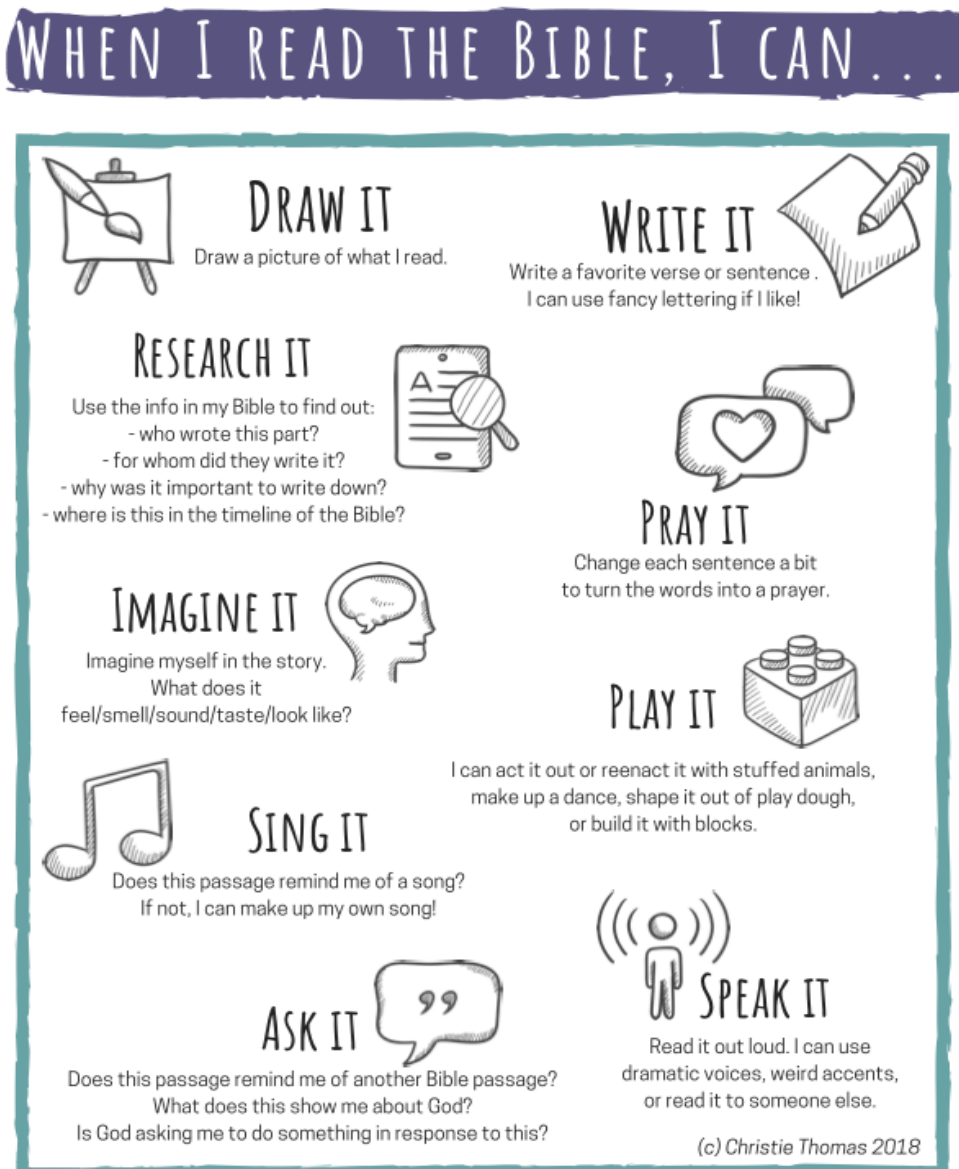 WHEN I READ THE BIBLE, I CAN...
DRAW IT
Draw a picture of what I read.
WRITE IT
Write a favorite verse or sentence .
I can use fancy lettering if I like!
RESEARCH IT
Use the info in my Bible to find out:
- who wrote this part?
- for whom did they write it?
- why was it important to write down?
- where is this in the timeline of the Bible?
A
PRAY IT
Change each sentence a bit
to turn the words into a prayer.
IMAGINE IT
Imagine myself in the story.
What does it
feel/smell/sound/taste/look like?
PLAY IT
I can act it out or reenact it with stuffed animals,
make up a dance, shape it out of play dough,
or build it with blocks.
SING IT
Does this passage remind me of a song?
If not, I can make up my own song!
SPEAK IT
Read it out loud. I can use
dramatic voices, weird accents,
or read it to someone else.
ASK IT
Does this passage remind me of another Bible passage?
What does this show me about God?
Is God asking me to do something in response to this?
(c) Christie Thomas 2018